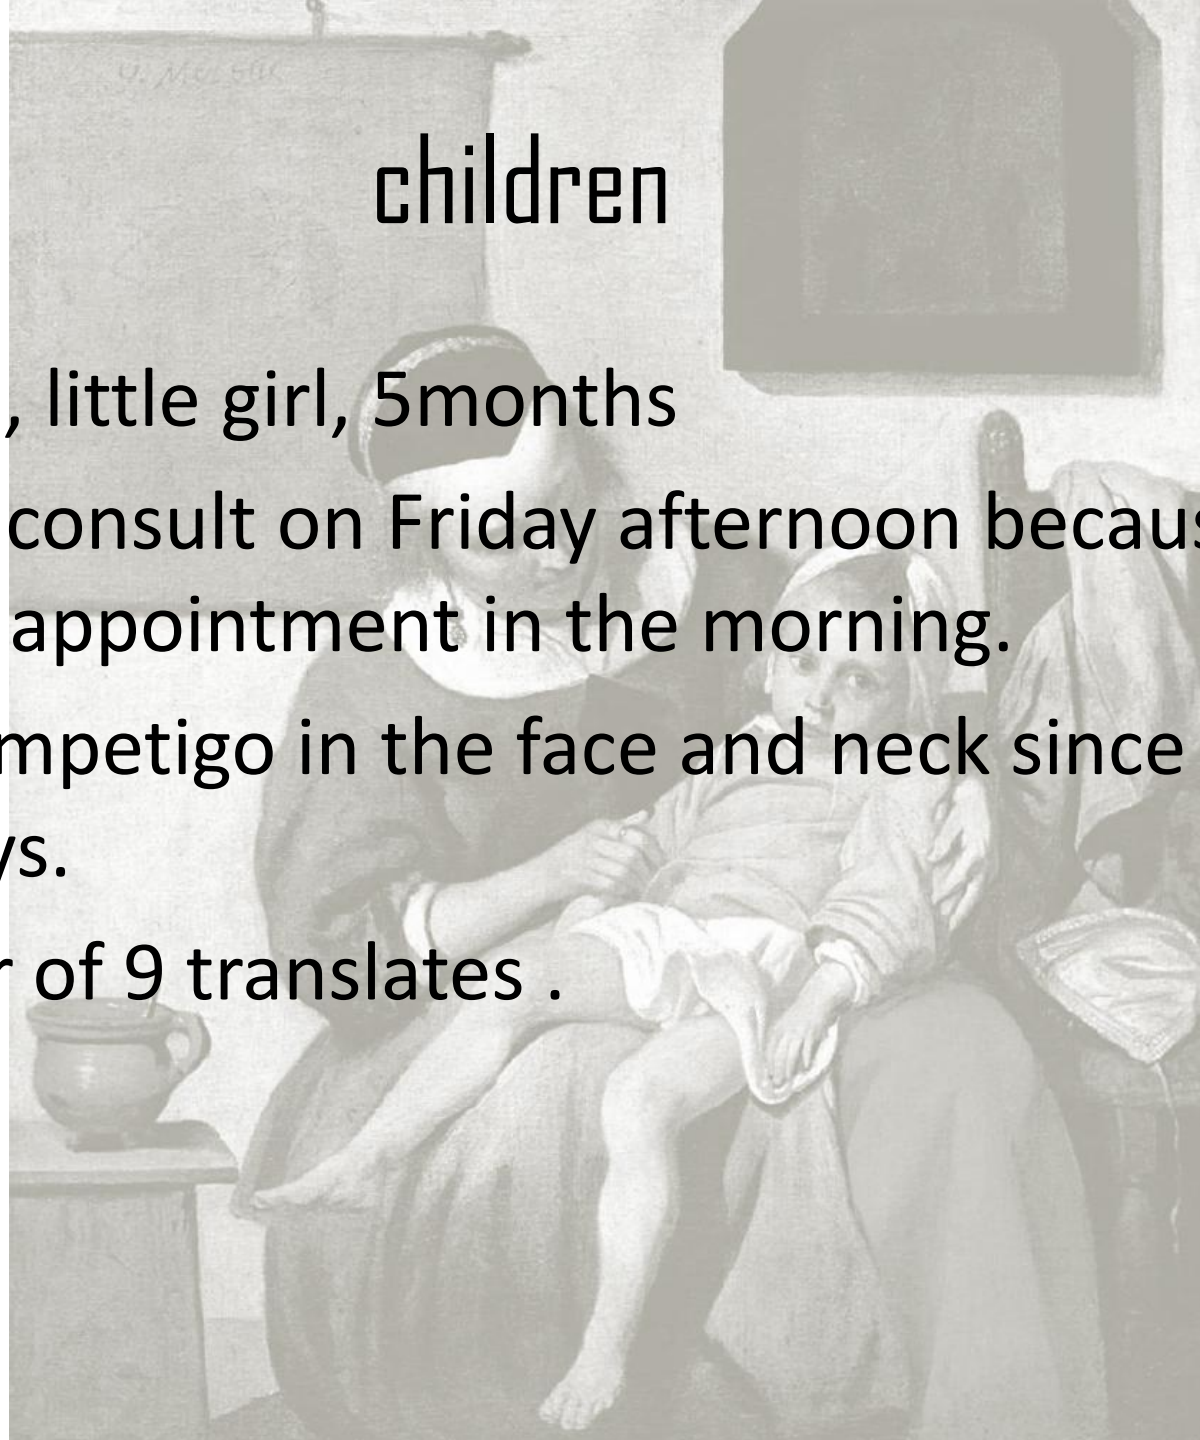 children
, little girl, 5months
consult on Friday afternoon
appointment in the morning.
mpetigo in the face and neck since
of 9 translates .